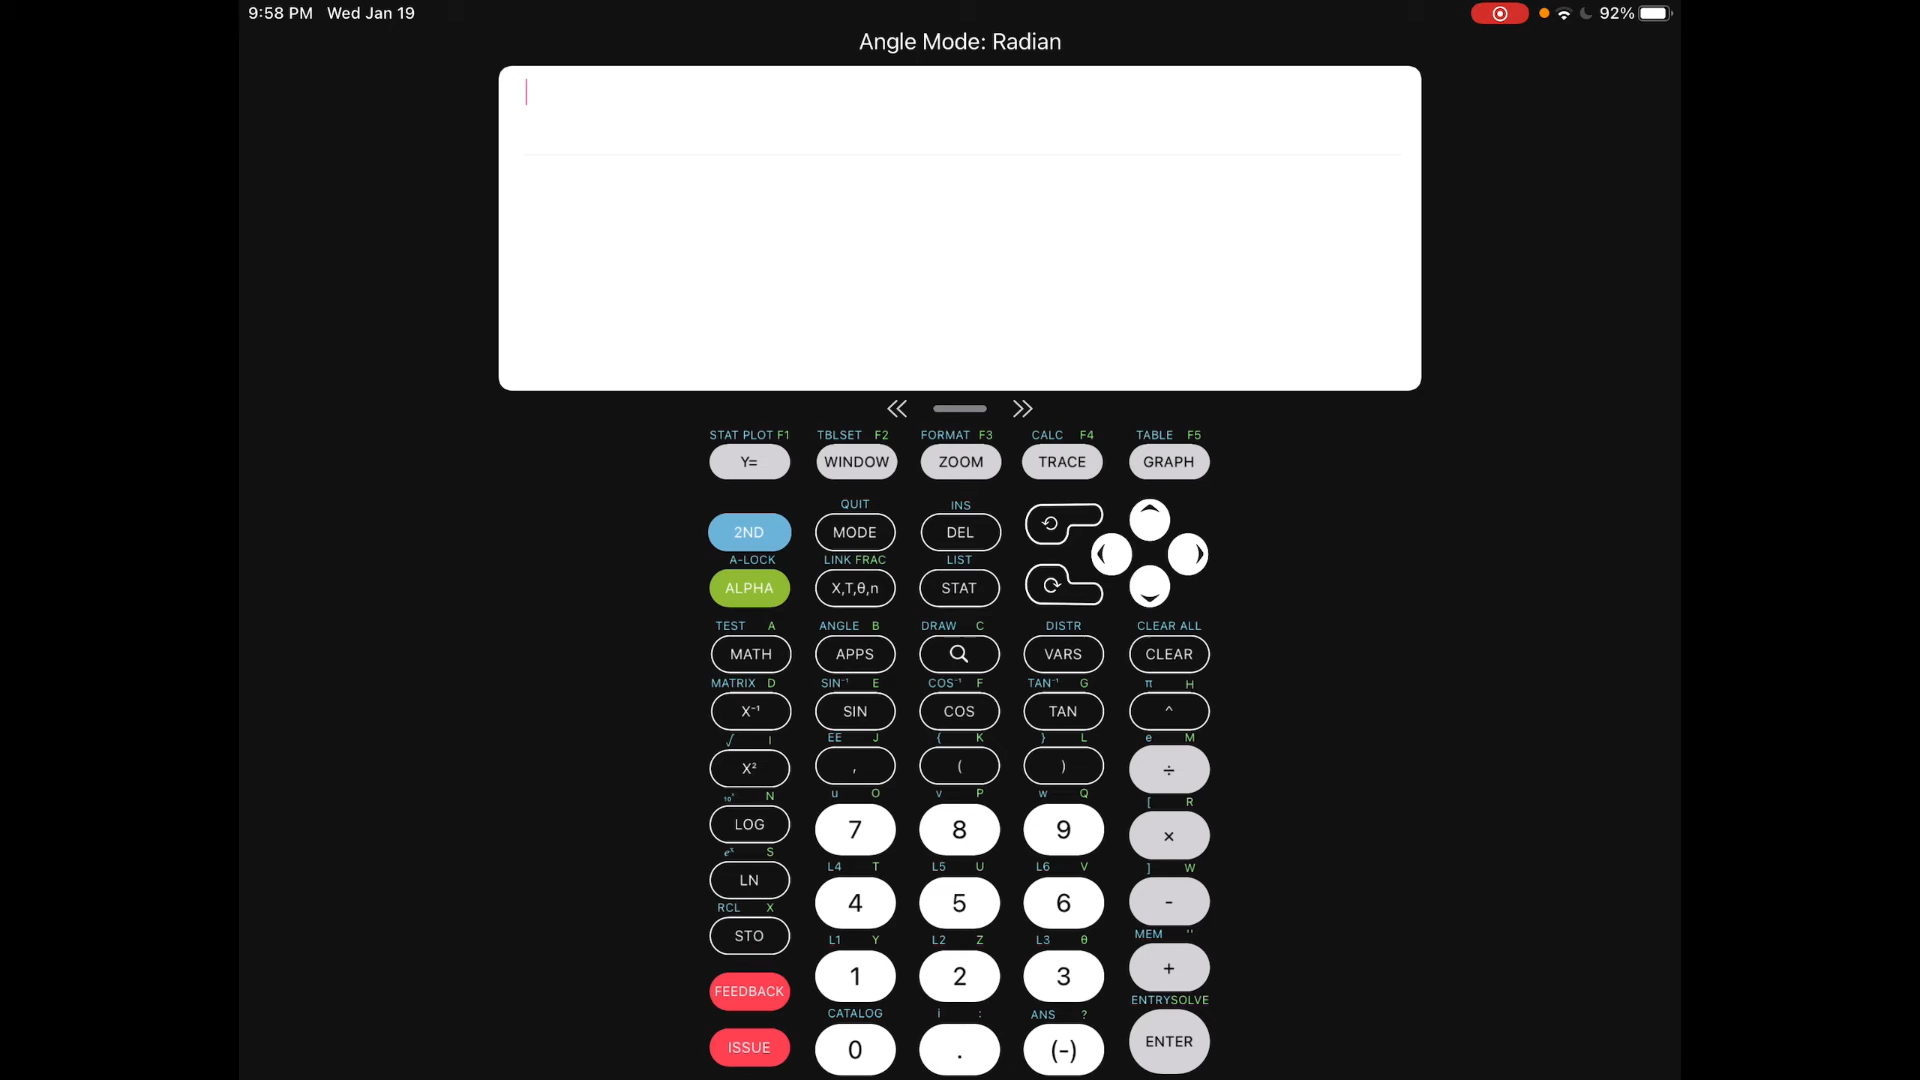 9:58 PM Wed Jan 19 92%
Angle Mode: Radian
STAT PLOT F1 TBLSET F2 FORMAT F3 CALC F4 TABLE F5
Y= WINDOW ZOOM TRACE GRAPH
QUIT INS
2ND MODE DEL
A-LOCK LINK FRAC LIST
ALPHA X,T,θ,n STAT
TEST A ANGLE B DRAW C DISTR CLEAR ALL
MATH APPS VARS CLEAR
MATRIX D SIN⁻¹ E COS⁻¹ F TAN⁻¹ G π H
X⁻¹ SIN COS TAN ^
√ I EE J { K } L e M
X² , ( ) ÷
10ˣ N u O v P w Q [ R
LOG 7 8 9 ×
eˣ S L4 T L5 U L6 V ] W
LN 4 5 6 -
RCL X L1 Y L2 Z L3 θ MEM "
STO 1 2 3 +
FEEDBACK CATALOG i : ANS ? ENTRY SOLVE
ISSUE 0 . (-) ENTER